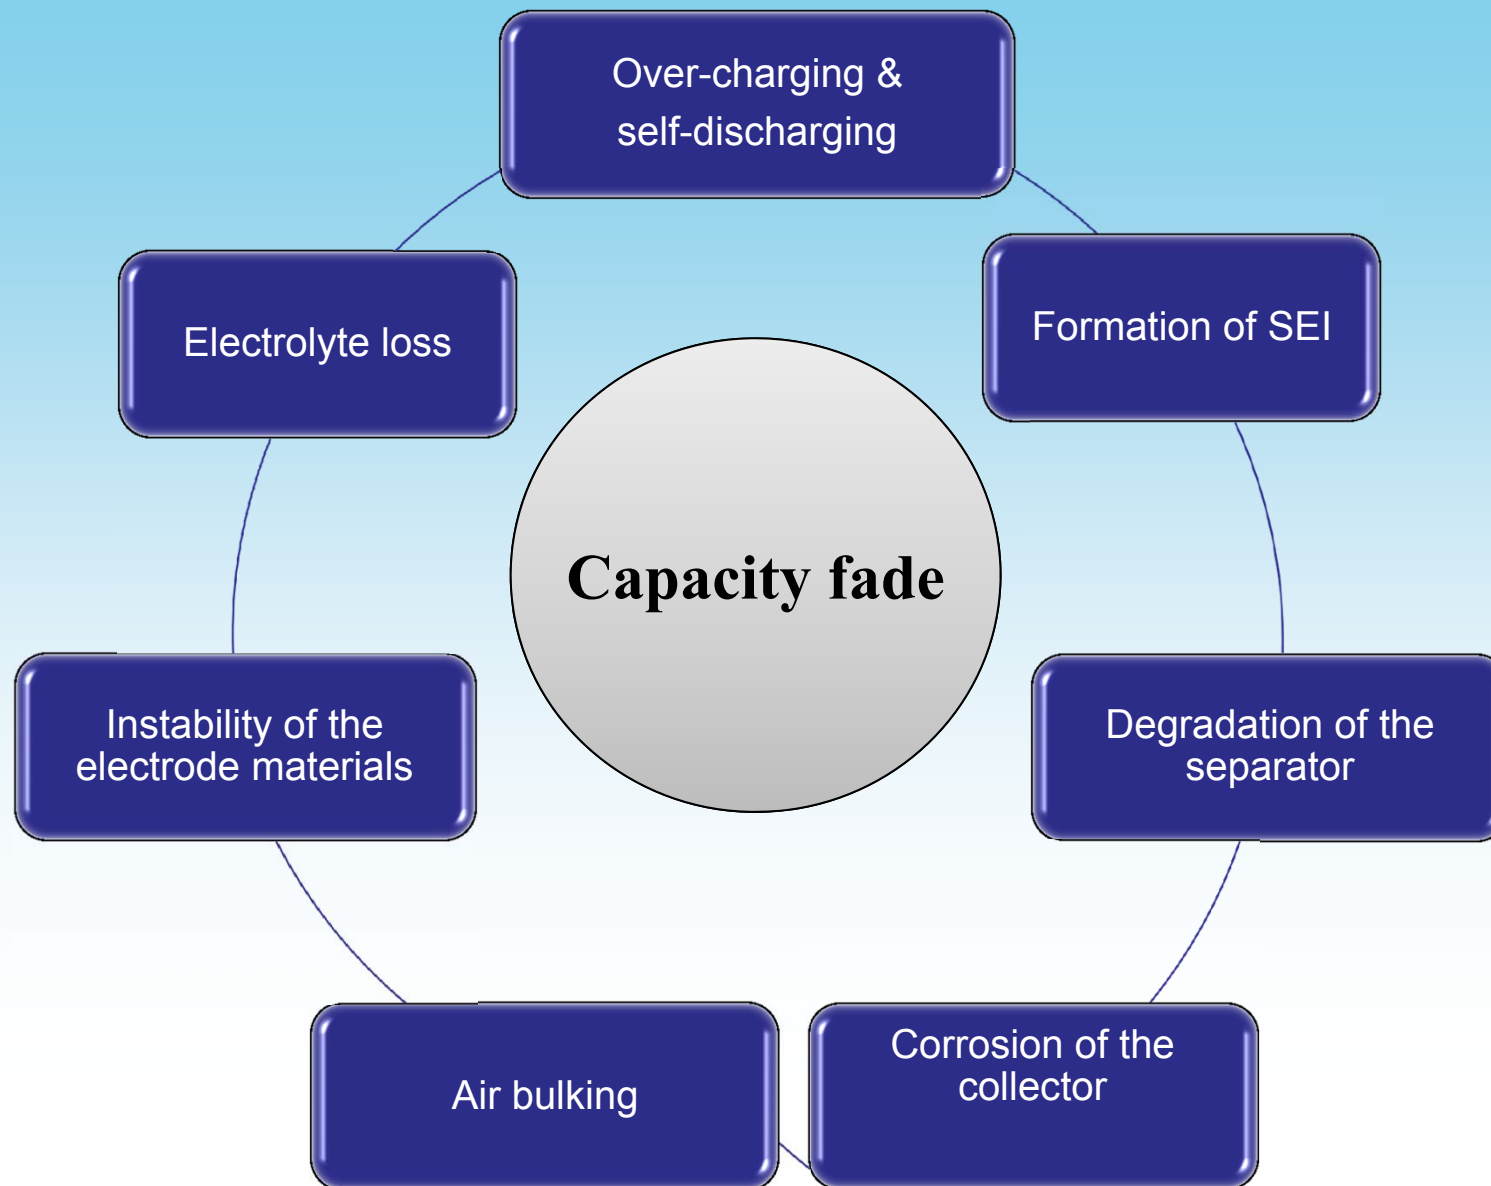 Over-charging &
self-discharging
Formation of SEI
Electrolyte loss
Capacity fade
Instability of the
electrode materials
Degradation of the
separator
Air bulking
Corrosion of the
collector